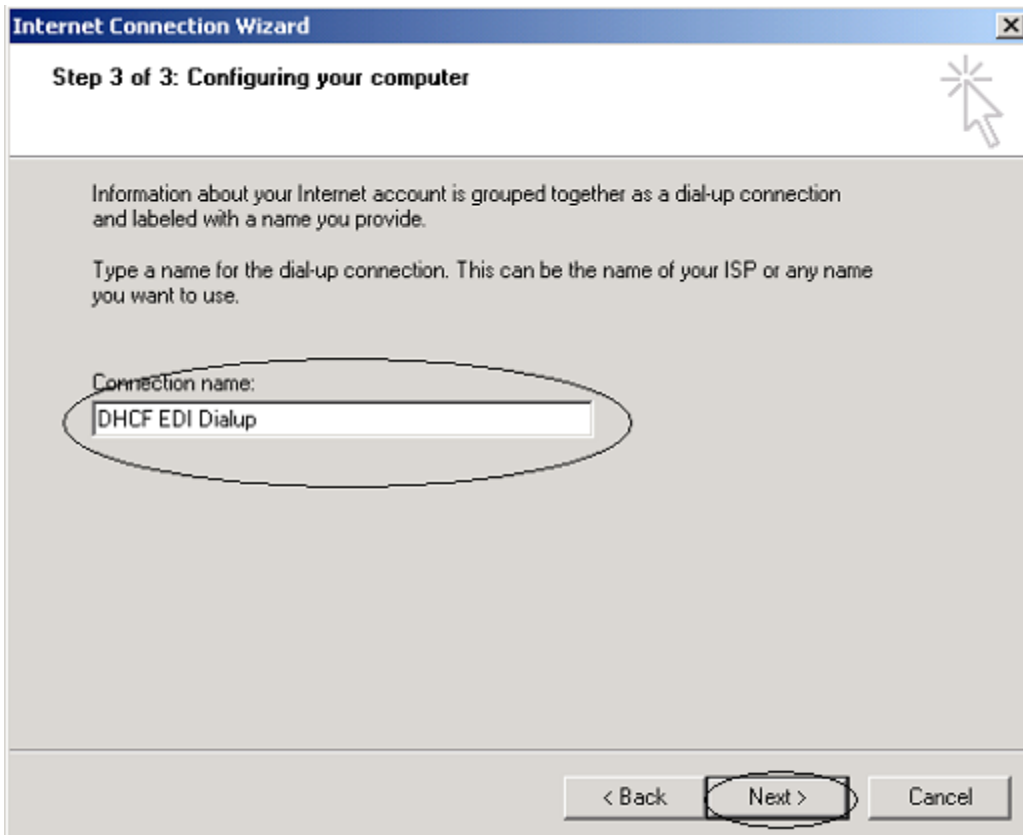 Internet Connection Wizard
Step 3 of 3: Configuring your computer
Information about your Internet account is grouped together as a dial-up connection
and labeled with a name you provide.
Type a name for the dial-up connection. This can be the name of your ISP or any name
you want to use.
Connection name:
DHCF EDI Dialup
< Back Next > Cancel